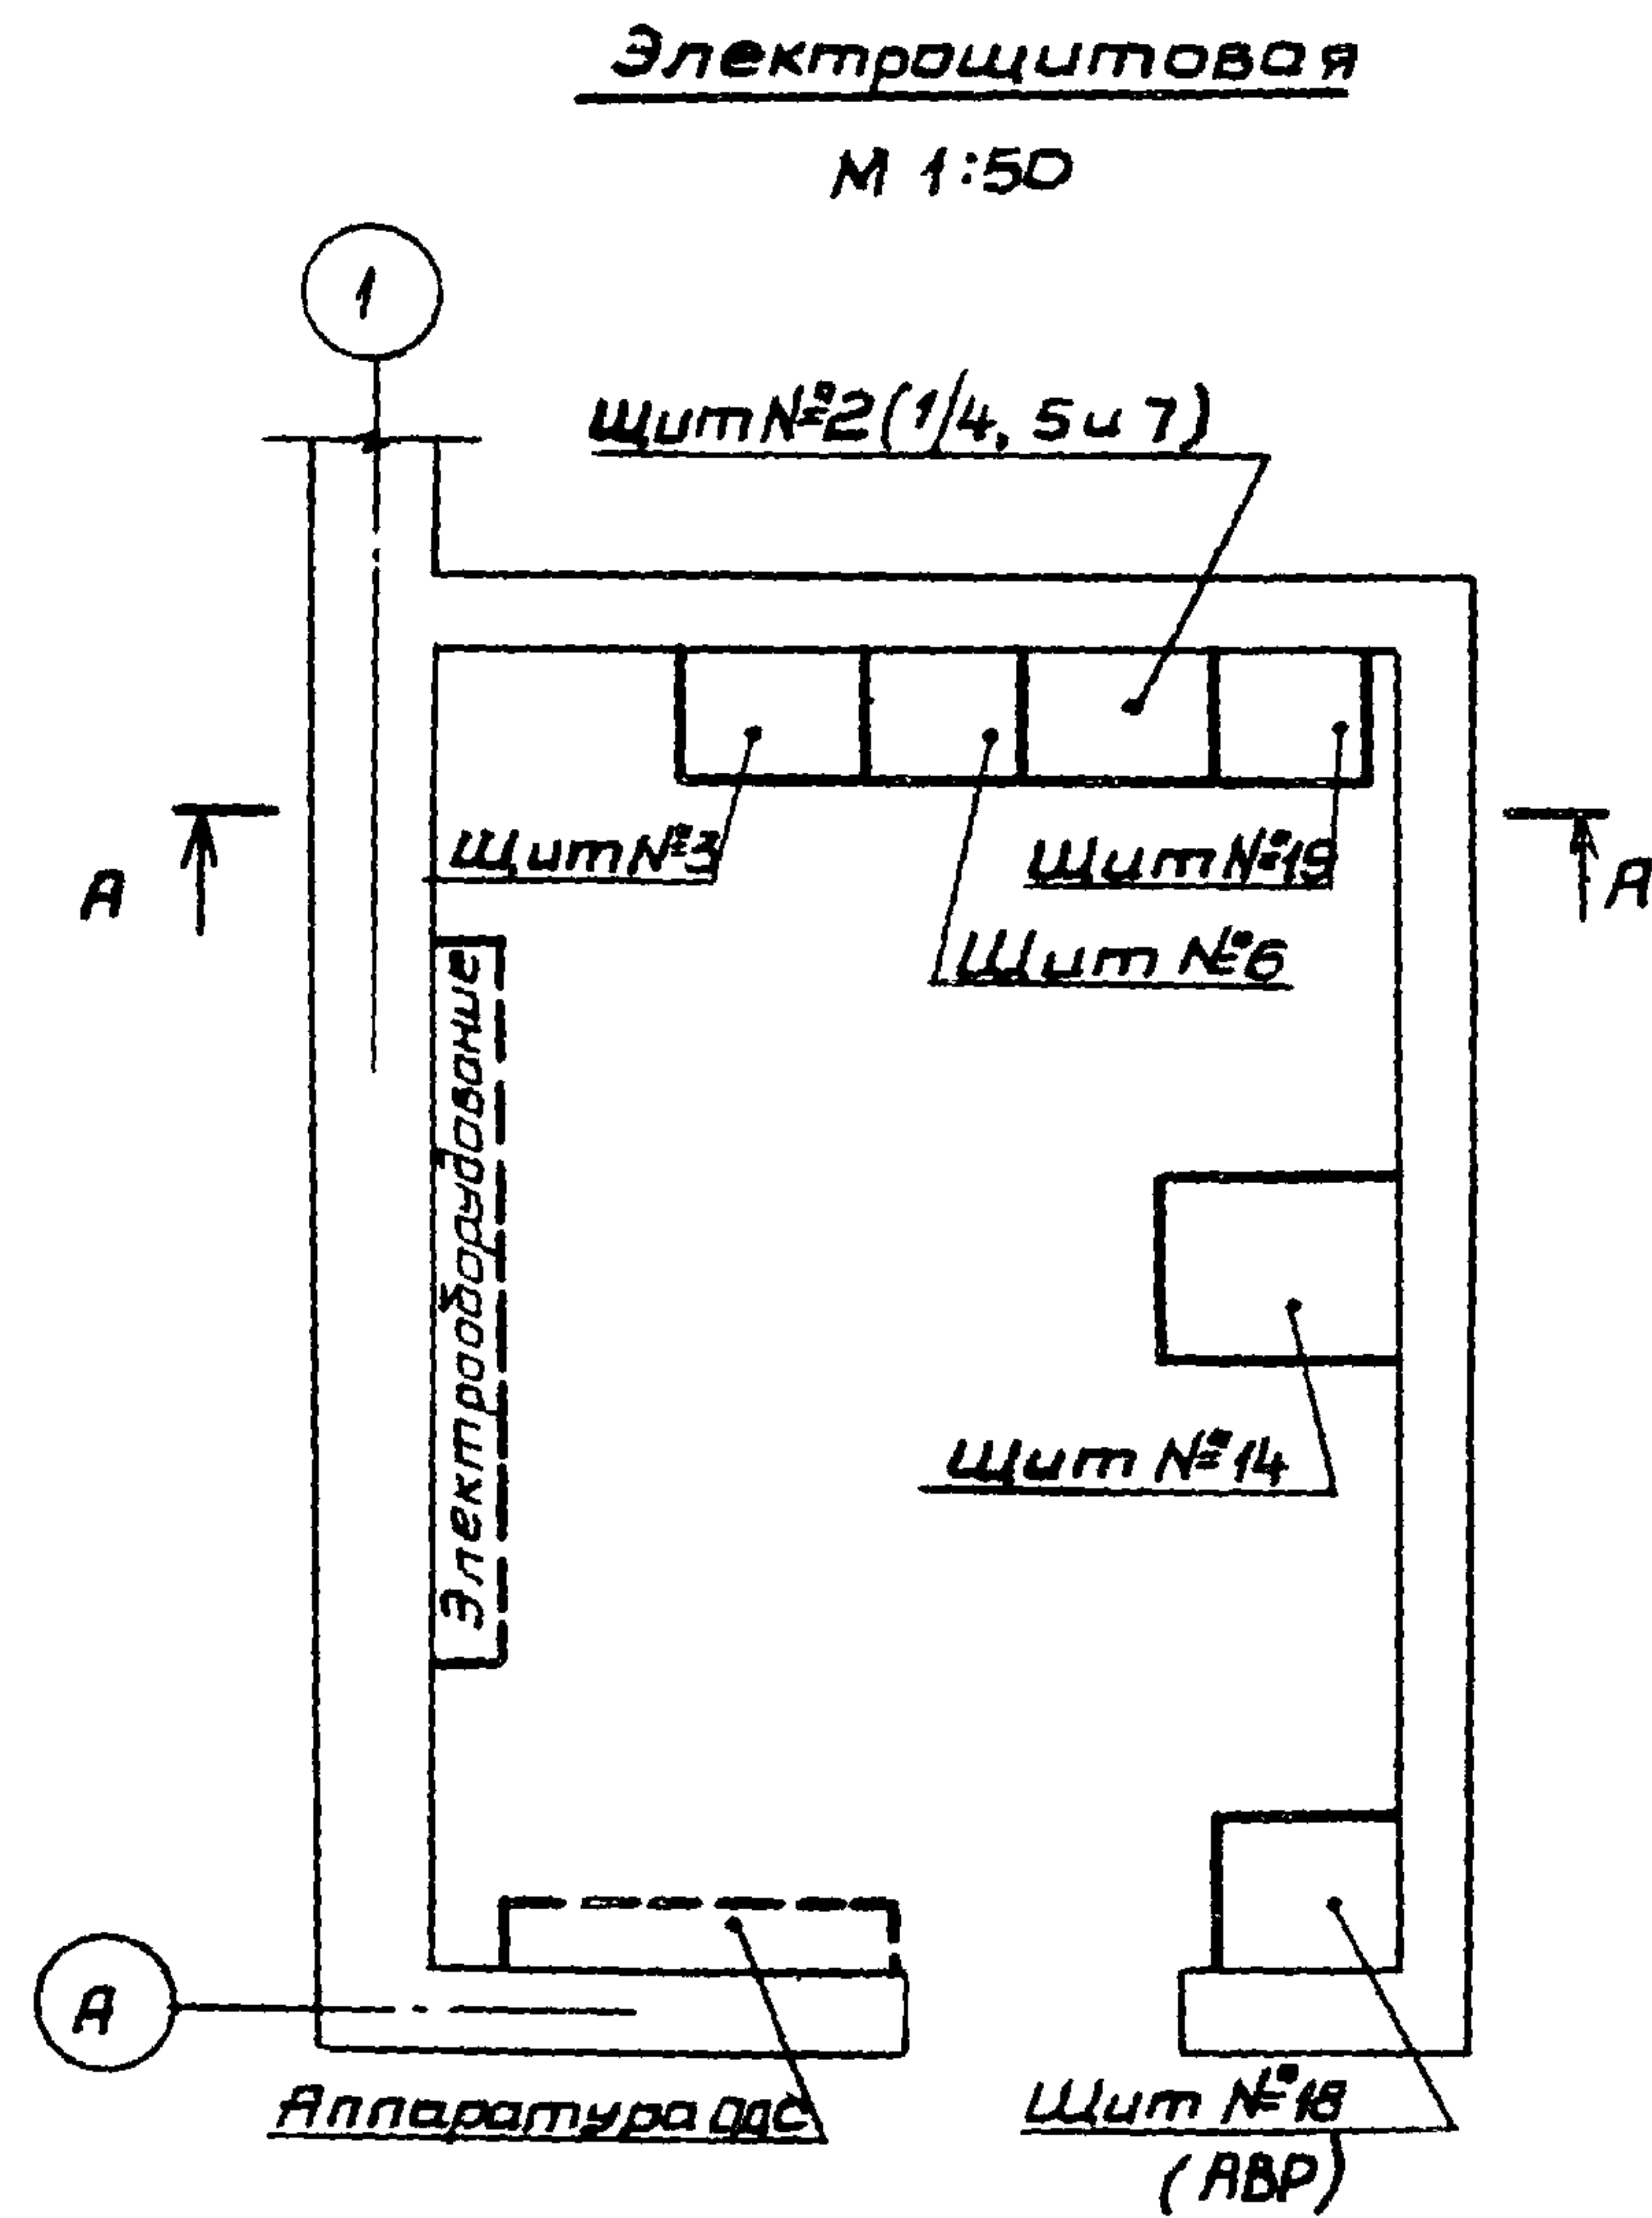 Электрощитовая
М 1:50
1
Щит №2 (1/4, 5 и 7)
А
Щит №3
Щит №19
А
Щит №6
Электрооборудование
Щит №14
А
Аппаратура ОДС
Щит №18
(АВР)